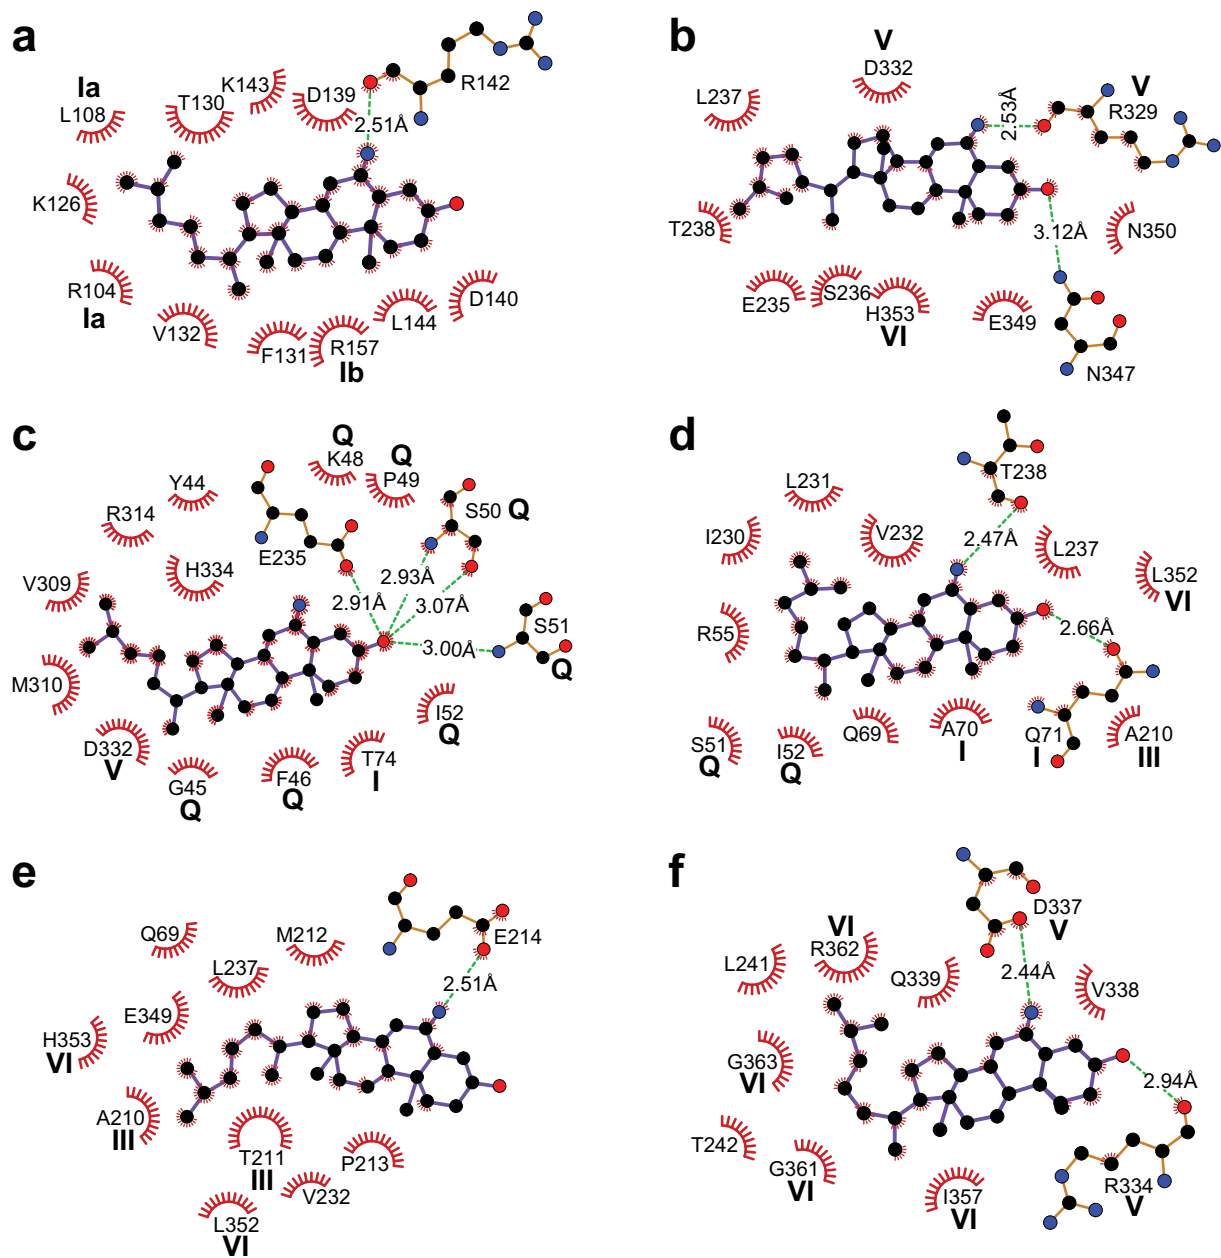 a
Ia
L108
T130
K143
D139
R142
2.51Å
K126
R104
Ia
V132
F131
R157
Ib
L144
D140
b
V
D332
L237
2.53Å
V
R329
T238
3.12Å
N350
E235
S236
H353
VI
E349
N347
c
Q
K48
Q
P49
Y44
R314
E235
S50 Q
H334
V309
2.93Å
2.91Å
3.07Å
3.00Å
S51
Q
M310
I52
Q
D332
V
G45
Q
F46
Q
T74
I
d
T238
L231
I230
V232
2.47Å
L237
L352
VI
R55
2.66Å
S51
Q
I52
Q
Q69
A70
I
Q71
I
A210
III
e
Q69
M212
E214
L237
2.51Å
E349
H353
VI
A210
III
T211
III
P213
V232
L352
VI
f
D337
V
VI
R362
L241
Q339
2.44Å
V338
G363
VI
2.94Å
T242
G361
VI
I357
VI
R334
V